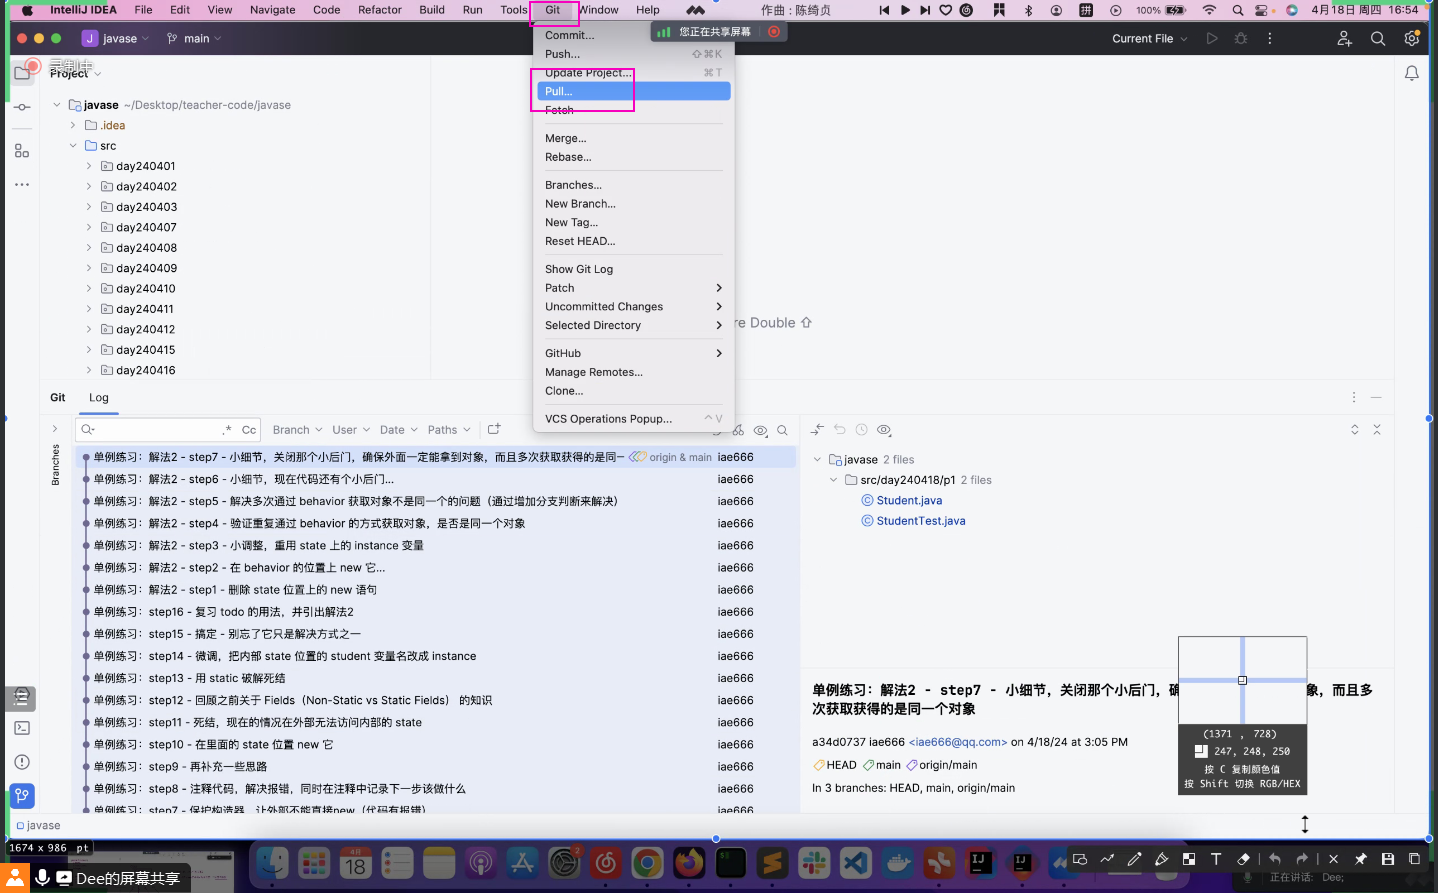 IntelliJ IDEA File Edit View Navigate Code Refactor Build Run Tools Git Window Help 作曲 : 陈绮贞 拼 100% 4月18日 周四 16:54
您正在共享屏幕
J javase main Current File
录制中
Project
javase ~/Desktop/teacher-code/javase
.idea
src
day240401
day240402
day240403
day240407
day240408
day240409
day240410
day240411
day240412
day240415
day240416
Commit...
Push... ⇧⌘K
Update Project... ⌘T
Pull...
Fetch
Merge...
Rebase...
Branches...
New Branch...
New Tag...
Reset HEAD...
Show Git Log
Patch
Uncommitted Changes
Selected Directory
GitHub
Manage Remotes...
Clone...
VCS Operations Popup... ^V
re Double ⇧
Git Log
Branches
.* Cc Branch User Date Paths
单例练习：解法2 - step7 - 小细节，关闭那个小后门，确保外面一定能拿到对象，而且多次获取获得的是同一 origin & main iae666
单例练习：解法2 - step6 - 小细节，现在代码还有个小后门... iae666
单例练习：解法2 - step5 - 解决多次通过 behavior 获取对象不是同一个的问题（通过增加分支判断来解决） iae666
单例练习：解法2 - step4 - 验证重复通过 behavior 的方式获取对象，是否是同一个对象 iae666
单例练习：解法2 - step3 - 小调整，重用 state 上的 instance 变量 iae666
单例练习：解法2 - step2 - 在 behavior 的位置上 new 它... iae666
单例练习：解法2 - step1 - 删除 state 位置上的 new 语句 iae666
单例练习：step16 - 复习 todo 的用法，并引出解法2 iae666
单例练习：step15 - 搞定 - 别忘了它只是解决方式之一 iae666
单例练习：step14 - 微调，把内部 state 位置的 student 变量名改成 instance iae666
单例练习：step13 - 用 static 破解死结 iae666
单例练习：step12 - 回顾之前关于 Fields（Non-Static vs Static Fields） 的知识 iae666
单例练习：step11 - 死结，现在的情况在外部无法访问内部的 state iae666
单例练习：step10 - 在里面的 state 位置 new 它 iae666
单例练习：step9 - 再补充一些思路 iae666
单例练习：step8 - 注释代码，解决报错，同时在注释中记录下一步该做什么 iae666
单例练习：step7 - 保护构造器，让外部不能直接new（代码有报错） iae666
javase 2 files
src/day240418/p1 2 files
Student.java
StudentTest.java
单例练习：解法2 - step7 - 小细节，关闭那个小后门，确 象，而且多
次获取获得的是同一个对象
a34d0737 iae666 <iae666@qq.com> on 4/18/24 at 3:05 PM
HEAD main origin/main
In 3 branches: HEAD, main, origin/main
(1371 , 728)
247, 248, 250
按 C 复制颜色值
按 Shift 切换 RGB/HEX
javase
1674 x 986 pt
4月
18
2
IJ
IJ
T
Dee的屏幕共享
正在讲话: Dee;